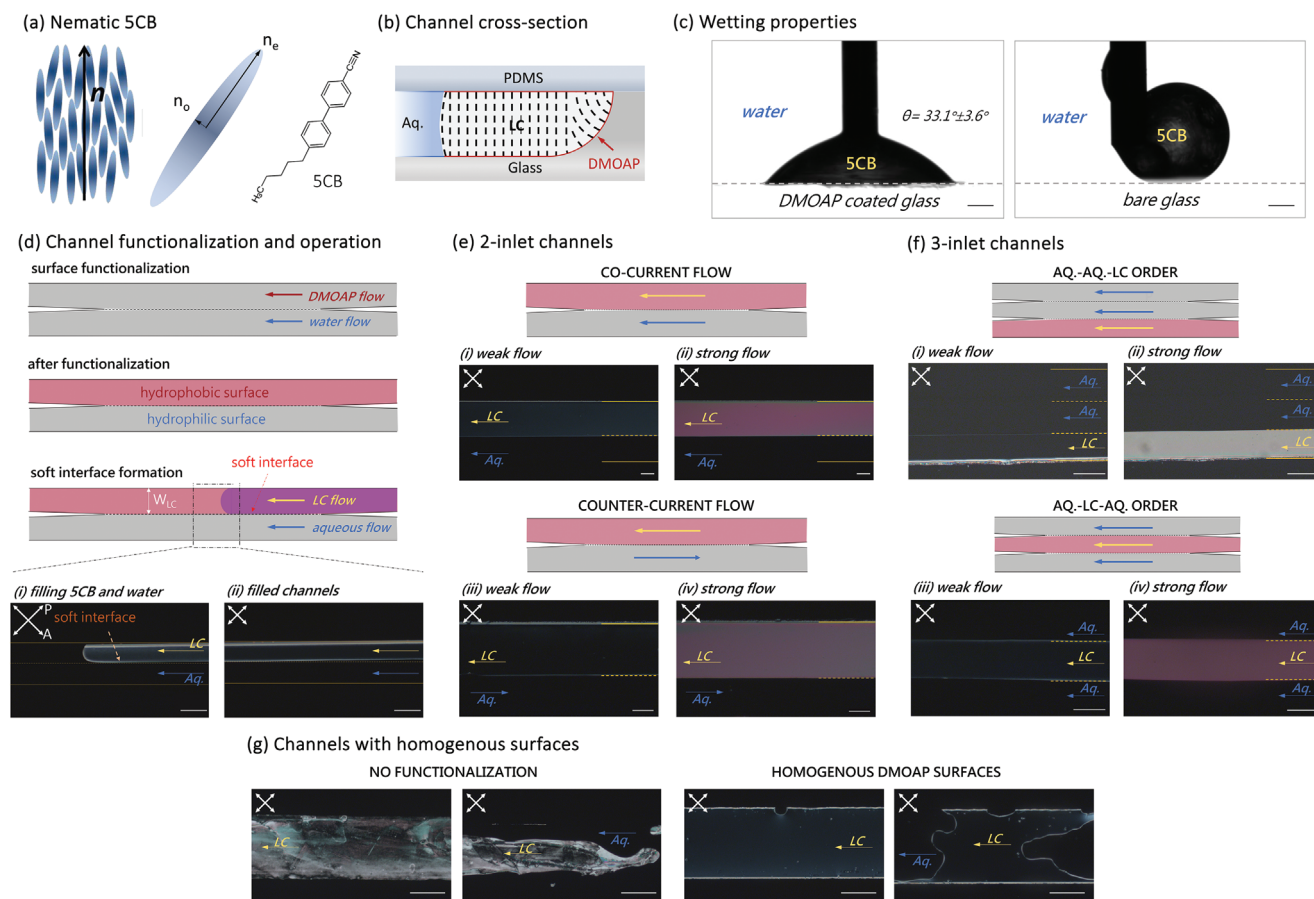 (a) Nematic 5CB
n
n_e
n_o
C≡N
H₃C
5CB
(b) Channel cross-section
PDMS
Aq.
LC
Glass
DMOAP
(c) Wetting properties
water
θ= 33.1°±3.6°
5CB
DMOAP coated glass
water
5CB
bare glass
(d) Channel functionalization and operation
surface functionalization
DMOAP flow
water flow
after functionalization
hydrophobic surface
hydrophilic surface
soft interface formation
soft interface
W_LC
LC flow
aqueous flow
(i) filling 5CB and water
P
A
soft interface
LC
Aq.
(ii) filled channels
(e) 2-inlet channels
CO-CURRENT FLOW
(i) weak flow
LC
Aq.
(ii) strong flow
LC
Aq.
COUNTER-CURRENT FLOW
(iii) weak flow
LC
Aq.
(iv) strong flow
LC
Aq.
(f) 3-inlet channels
AQ.-AQ.-LC ORDER
(i) weak flow
Aq.
Aq.
LC
(ii) strong flow
Aq.
Aq.
LC
AQ.-LC-AQ. ORDER
(iii) weak flow
Aq.
LC
Aq.
(iv) strong flow
Aq.
LC
Aq.
(g) Channels with homogenous surfaces
NO FUNCTIONALIZATION
LC
Aq.
LC
HOMOGENOUS DMOAP SURFACES
LC
LC
Aq.